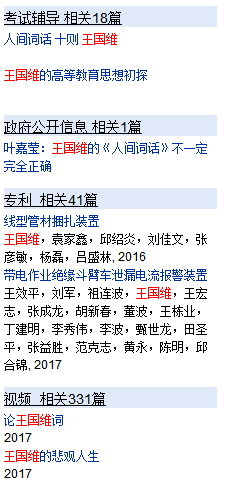 考试辅导 相关18篇
人间词话 十则 王国维
王国维的高等教育思想初探
政府公开信息 相关1篇
叶嘉莹：王国维的《人间词话》不一定
完全正确
专利 相关41篇
线型管材捆扎装置
王国维，袁家鑫，邱绍炎，刘佳文，张
彦敏，杨磊，吕盛林, 2016
带电作业绝缘斗臂车泄漏电流报警装置
王效平，刘军，祖连波，王国维，王宏
志，张成龙，胡新春，董波，王栋业，
丁建明，李秀伟，李波，甄世龙，田圣
平，张益胜，范克志，黄永，陈明，邱
合锦, 2017
视频 相关331篇
论王国维词
2017
王国维的悲观人生
2017